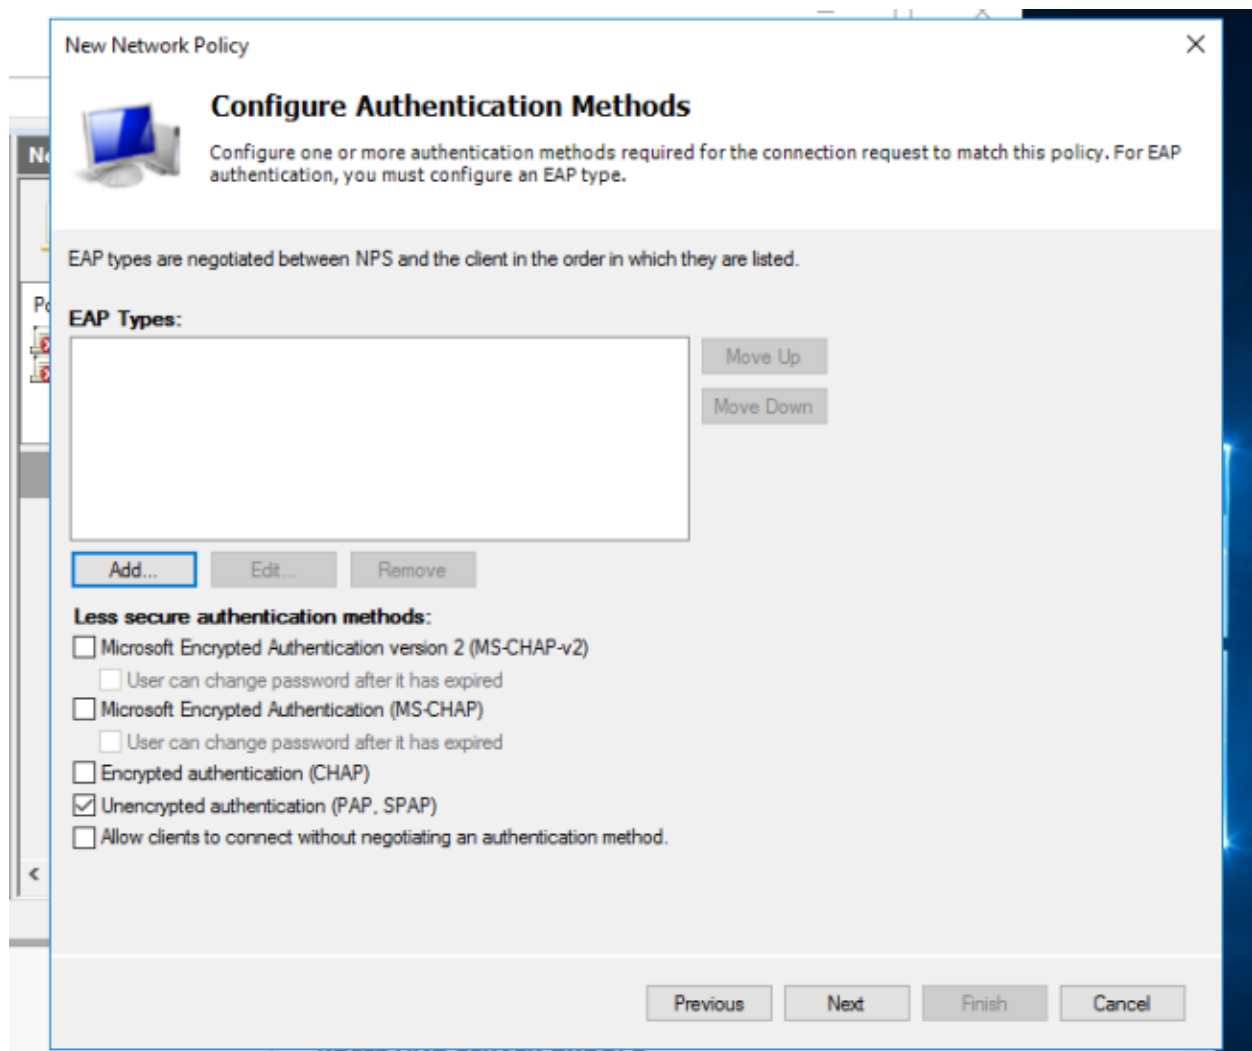 New Network Policy
Configure Authentication Methods
Configure one or more authentication methods required for the connection request to match this policy. For EAP
authentication, you must configure an EAP type.
EAP types are negotiated between NPS and the client in the order in which they are listed.
EAP Types:
Move Up
Move Down
Add...
Edit...
Remove
Less secure authentication methods:
Microsoft Encrypted Authentication version 2 (MS-CHAP-v2)
User can change password after it has expired
Microsoft Encrypted Authentication (MS-CHAP)
User can change password after it has expired
Encrypted authentication (CHAP)
Unencrypted authentication (PAP, SPAP)
Allow clients to connect without negotiating an authentication method.
Previous
Next
Finish
Cancel